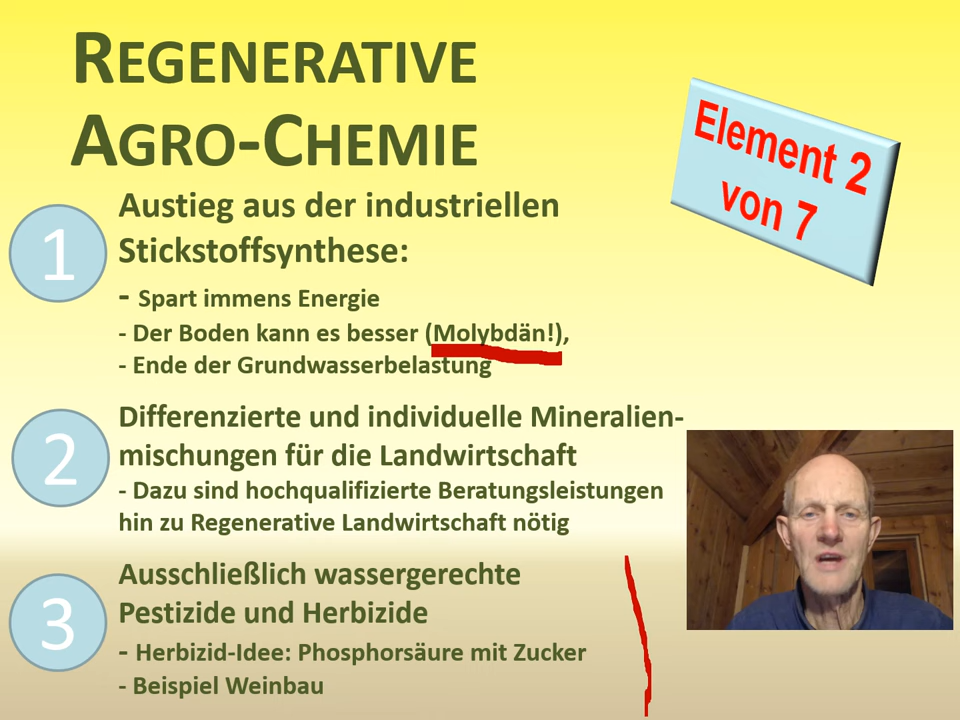 REGENERATIVE
AGRO-CHEMIE
Element 2
von 7
1
Austieg aus der industriellen
Stickstoffsynthese:
- Spart immens Energie
- Der Boden kann es besser (Molybdän!),
- Ende der Grundwasserbelastung
2
Differenzierte und individuelle Mineralien-
mischungen für die Landwirtschaft
- Dazu sind hochqualifizierte Beratungsleistungen
hin zu Regenerative Landwirtschaft nötig
3
Ausschließlich wassergerechte
Pestizide und Herbizide
- Herbizid-Idee: Phosphorsäure mit Zucker
- Beispiel Weinbau